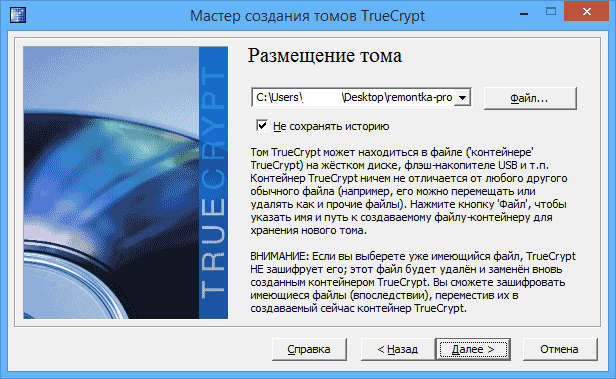 Мастер создания томов TrueCrypt
TRUECRYPT
Размещение тома
C:\Users\ \Desktop\remontka-pro
Файл...
Не сохранять историю
Том TrueCrypt может находиться в файле ('контейнере'
TrueCrypt) на жёстком диске, флэш-накопителе USB и т.п.
Контейнер TrueCrypt ничем не отличается от любого другого
обычного файла (например, его можно перемещать или
удалять как и прочие файлы). Нажмите кнопку 'Файл', чтобы
указать имя и путь к создаваемому файлу-контейнеру для
хранения нового тома.
ВНИМАНИЕ: Если вы выберете уже имеющийся файл, TrueCrypt
НЕ зашифрует его; этот файл будет удалён и заменён вновь
созданным контейнером TrueCrypt. Вы сможете зашифровать
имеющиеся файлы (впоследствии), переместив их в
создаваемый сейчас контейнер TrueCrypt.
Справка
< Назад
Далее >
Отмена